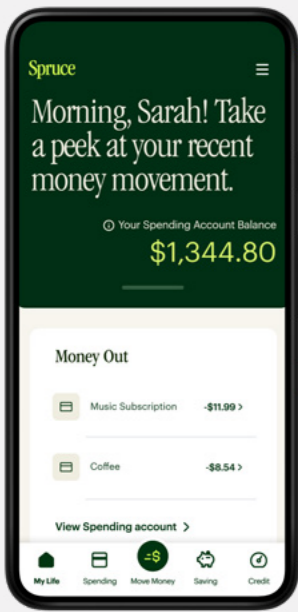 Spruce
Morning, Sarah! Take
a peek at your recent
money movement.
Your Spending Account Balance
$1,344.80
Money Out
Music Subscription -$11.99 >
Coffee -$8.54 >
View Spending account >
My Life Spending Move Money Saving Credit